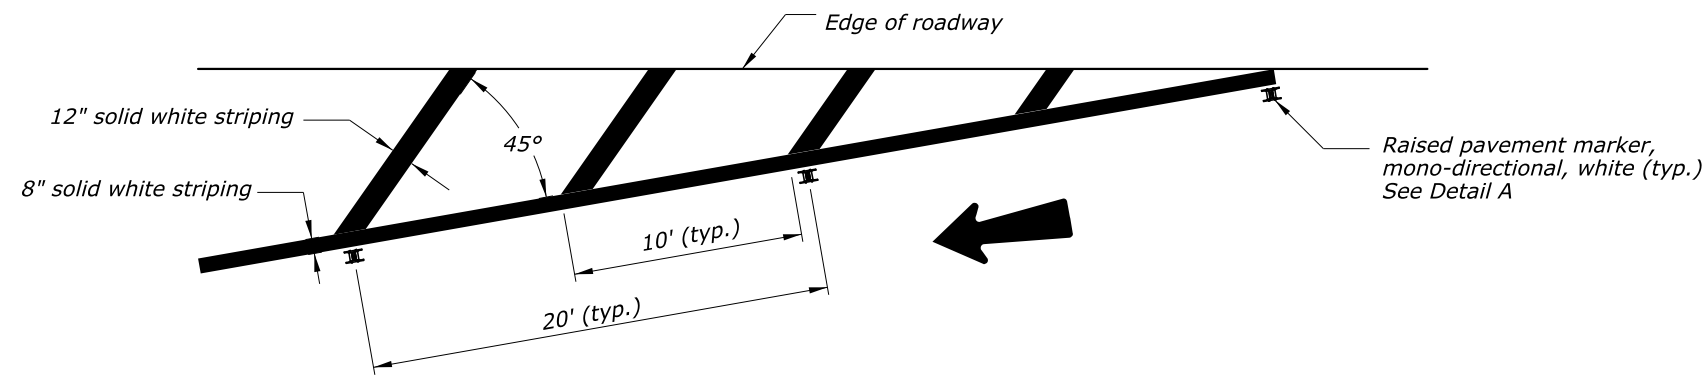 Edge of roadway
12" solid white striping
45°
Raised pavement marker,
mono-directional, white (typ.)
See Detail A
8" solid white striping
10' (typ.)
20' (typ.)